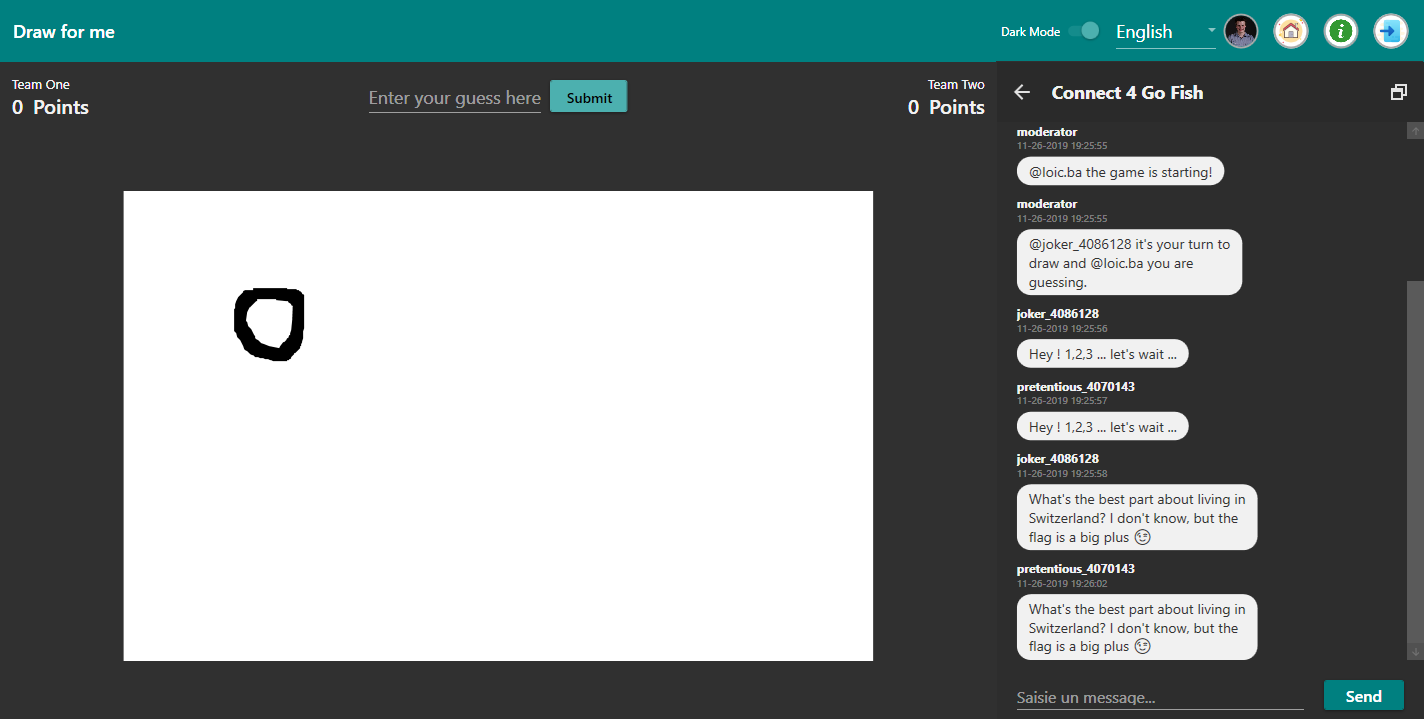 Draw for me
Dark Mode
English
Team One
0 Points
Enter your guess here
Submit
Team Two
0 Points
Connect 4 Go Fish
moderator
11-26-2019 19:25:55
@loic.ba the game is starting!
moderator
11-26-2019 19:25:55
@joker_4086128 it's your turn to
draw and @loic.ba you are
guessing.
joker_4086128
11-26-2019 19:25:56
Hey ! 1,2,3 ... let's wait ...
pretentious_4070143
11-26-2019 19:25:57
Hey ! 1,2,3 ... let's wait ...
joker_4086128
11-26-2019 19:25:58
What's the best part about living in
Switzerland? I don't know, but the
flag is a big plus 😉
pretentious_4070143
11-26-2019 19:26:02
What's the best part about living in
Switzerland? I don't know, but the
flag is a big plus 😉
Saisie un message...
Send